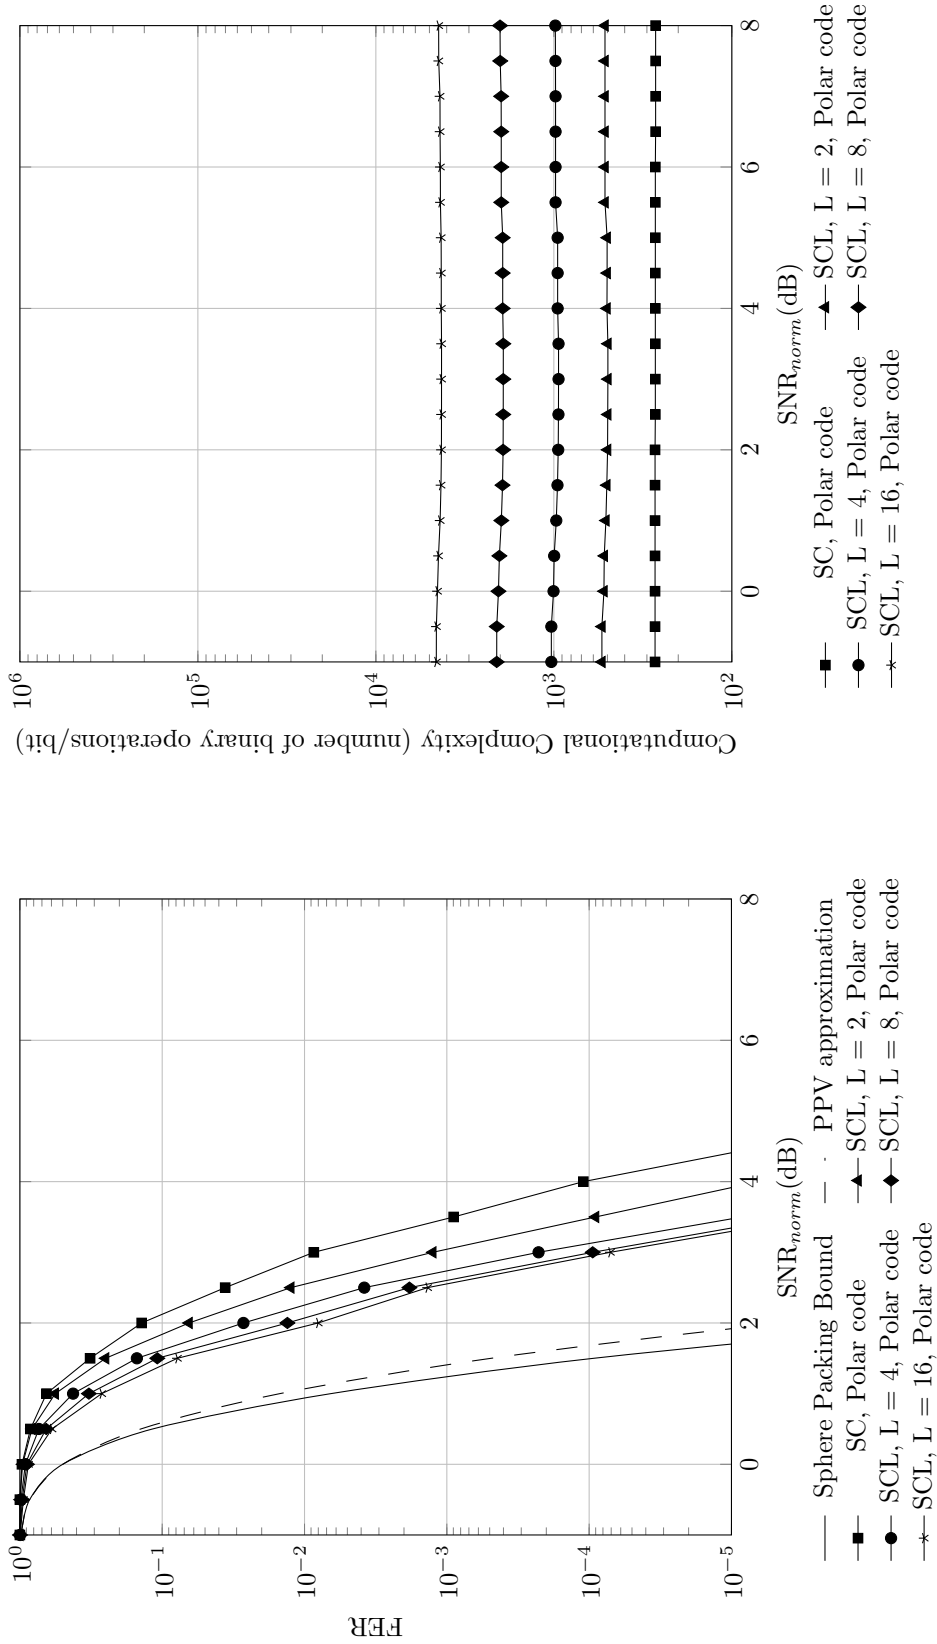 10^0
10^−1
10^−2
10^−3
10^−4
10^−5
FER
0
2
4
6
8
SNR_norm(dB)
Sphere Packing Bound
PPV approximation
SC, Polar code
SCL, L = 2, Polar code
SCL, L = 4, Polar code
SCL, L = 8, Polar code
SCL, L = 16, Polar code
10^6
10^5
10^4
10^3
10^2
Computational Complexity (number of binary operations/bit)
0
2
4
6
8
SNR_norm(dB)
SC, Polar code
SCL, L = 2, Polar code
SCL, L = 4, Polar code
SCL, L = 8, Polar code
SCL, L = 16, Polar code